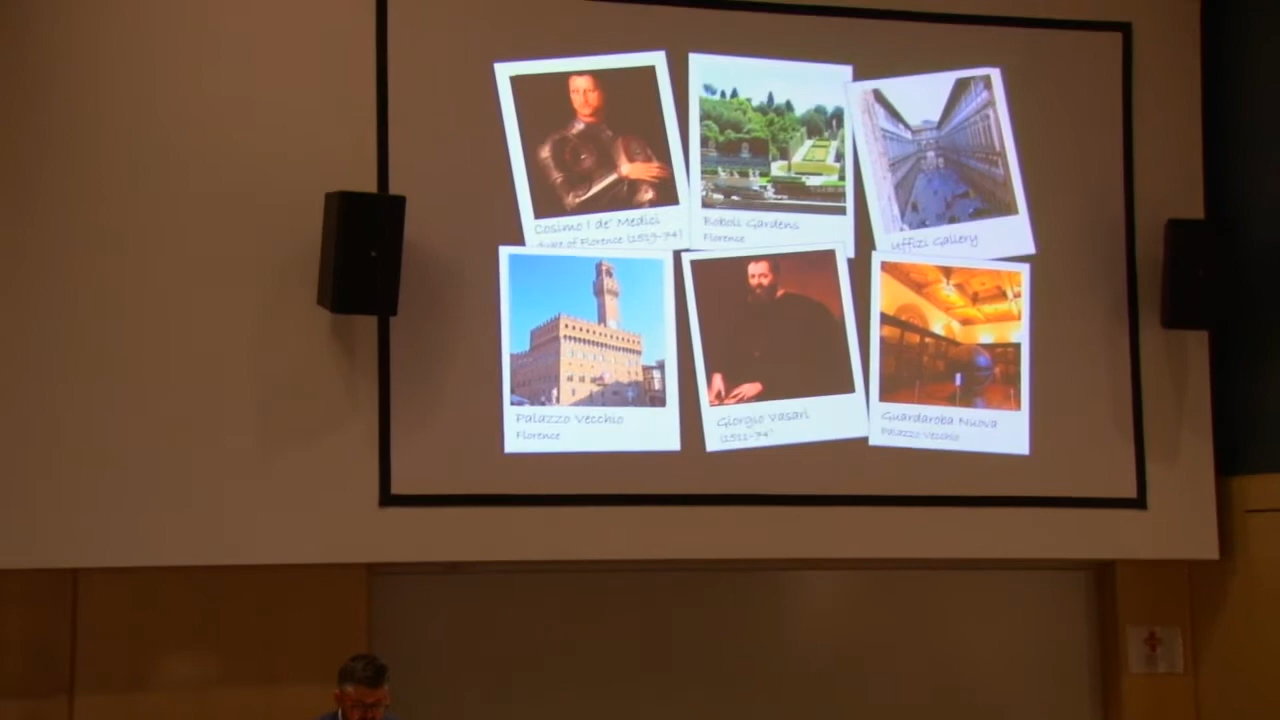 Cosimo I de' Medici
duke of Florence (1519-74)
Boboli Gardens
Florence
Uffizi Gallery
Palazzo Vecchio
Florence
Giorgio Vasari
(1511-74)
Guardaroba Nuova
Palazzo Vecchio